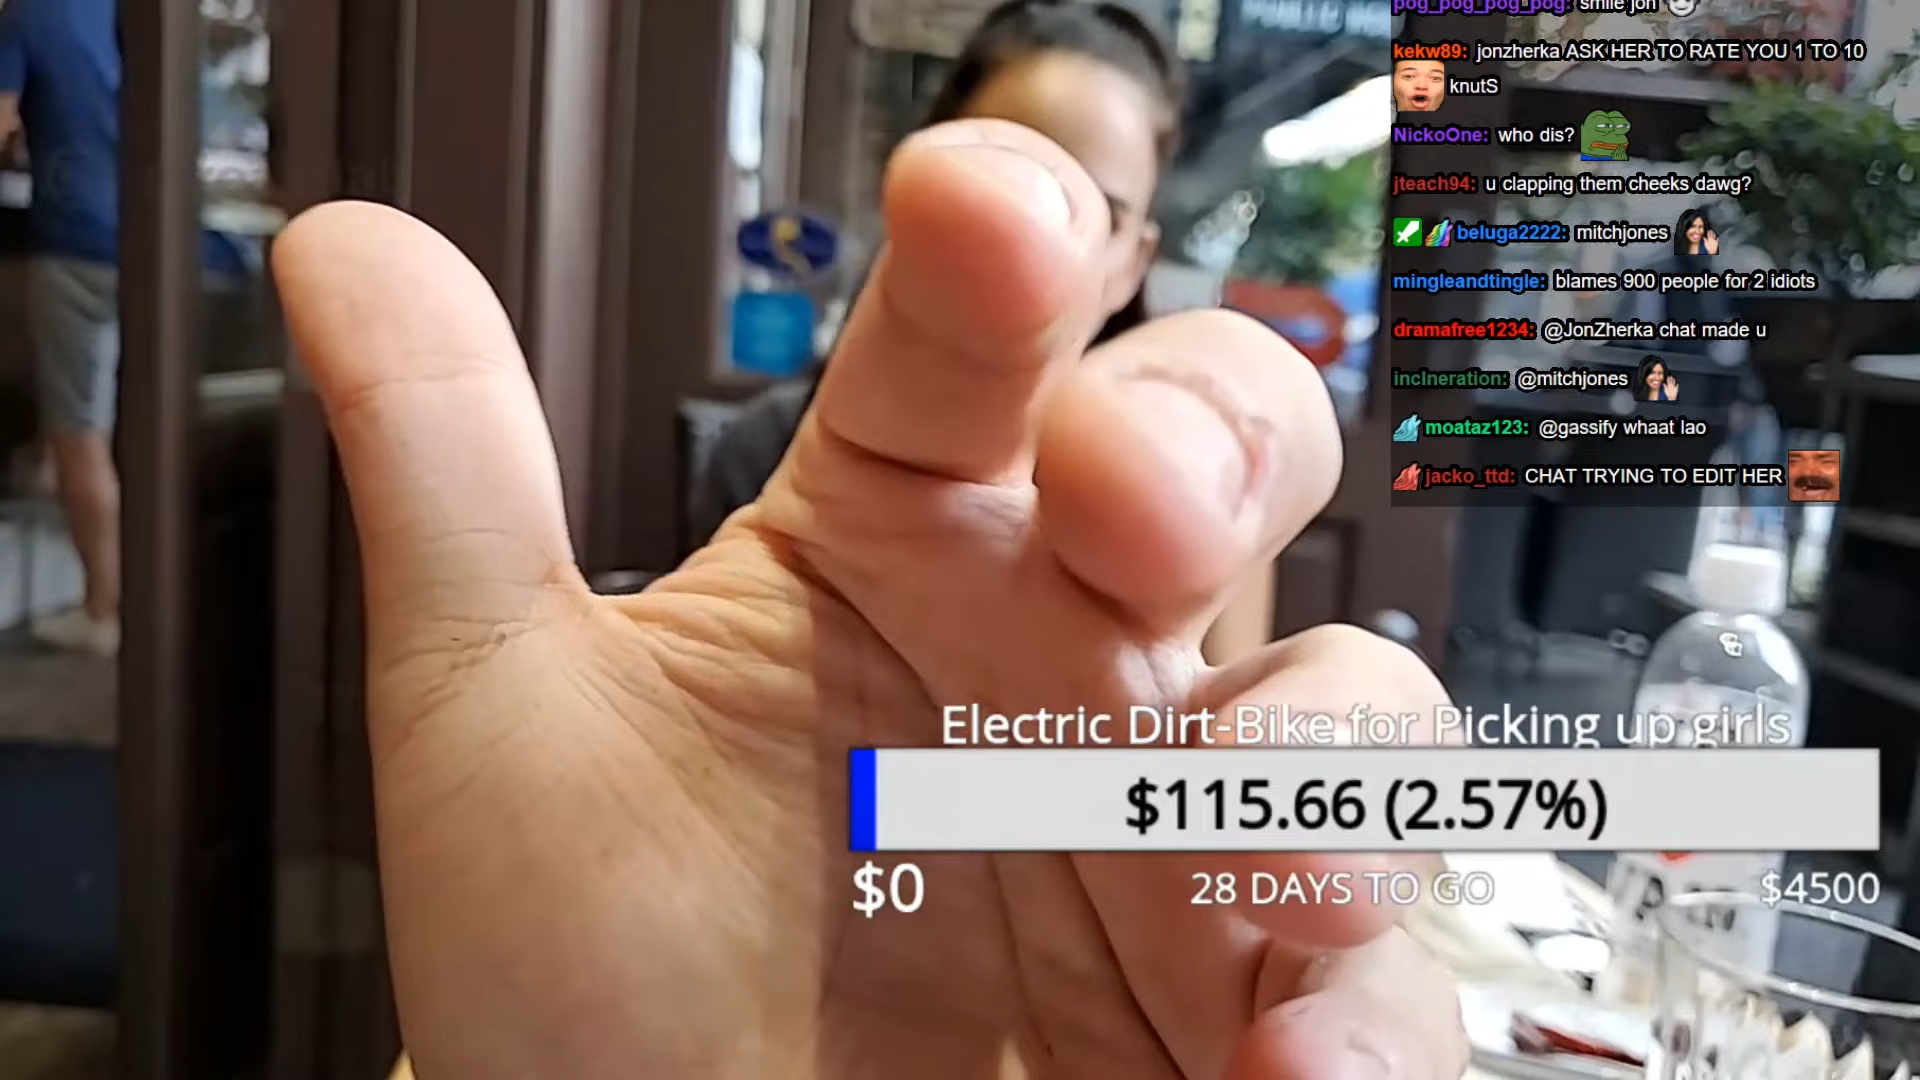 pog_pog_pog_pog: smile jon
kekw89: jonzherka ASK HER TO RATE YOU 1 TO 10
knutS
NickoOne: who dis?
jteach94: u clapping them cheeks dawg?
beluga2222: mitchjones
mingleandtingle: blames 900 people for 2 idiots
dramafree1234: @JonZherka chat made u
incIneration: @mitchjones
moataz123: @gassify whaat lao
jacko_ttd: CHAT TRYING TO EDIT HER
Electric Dirt-Bike for Picking up girls
$115.66 (2.57%)
$0
28 DAYS TO GO
$4500